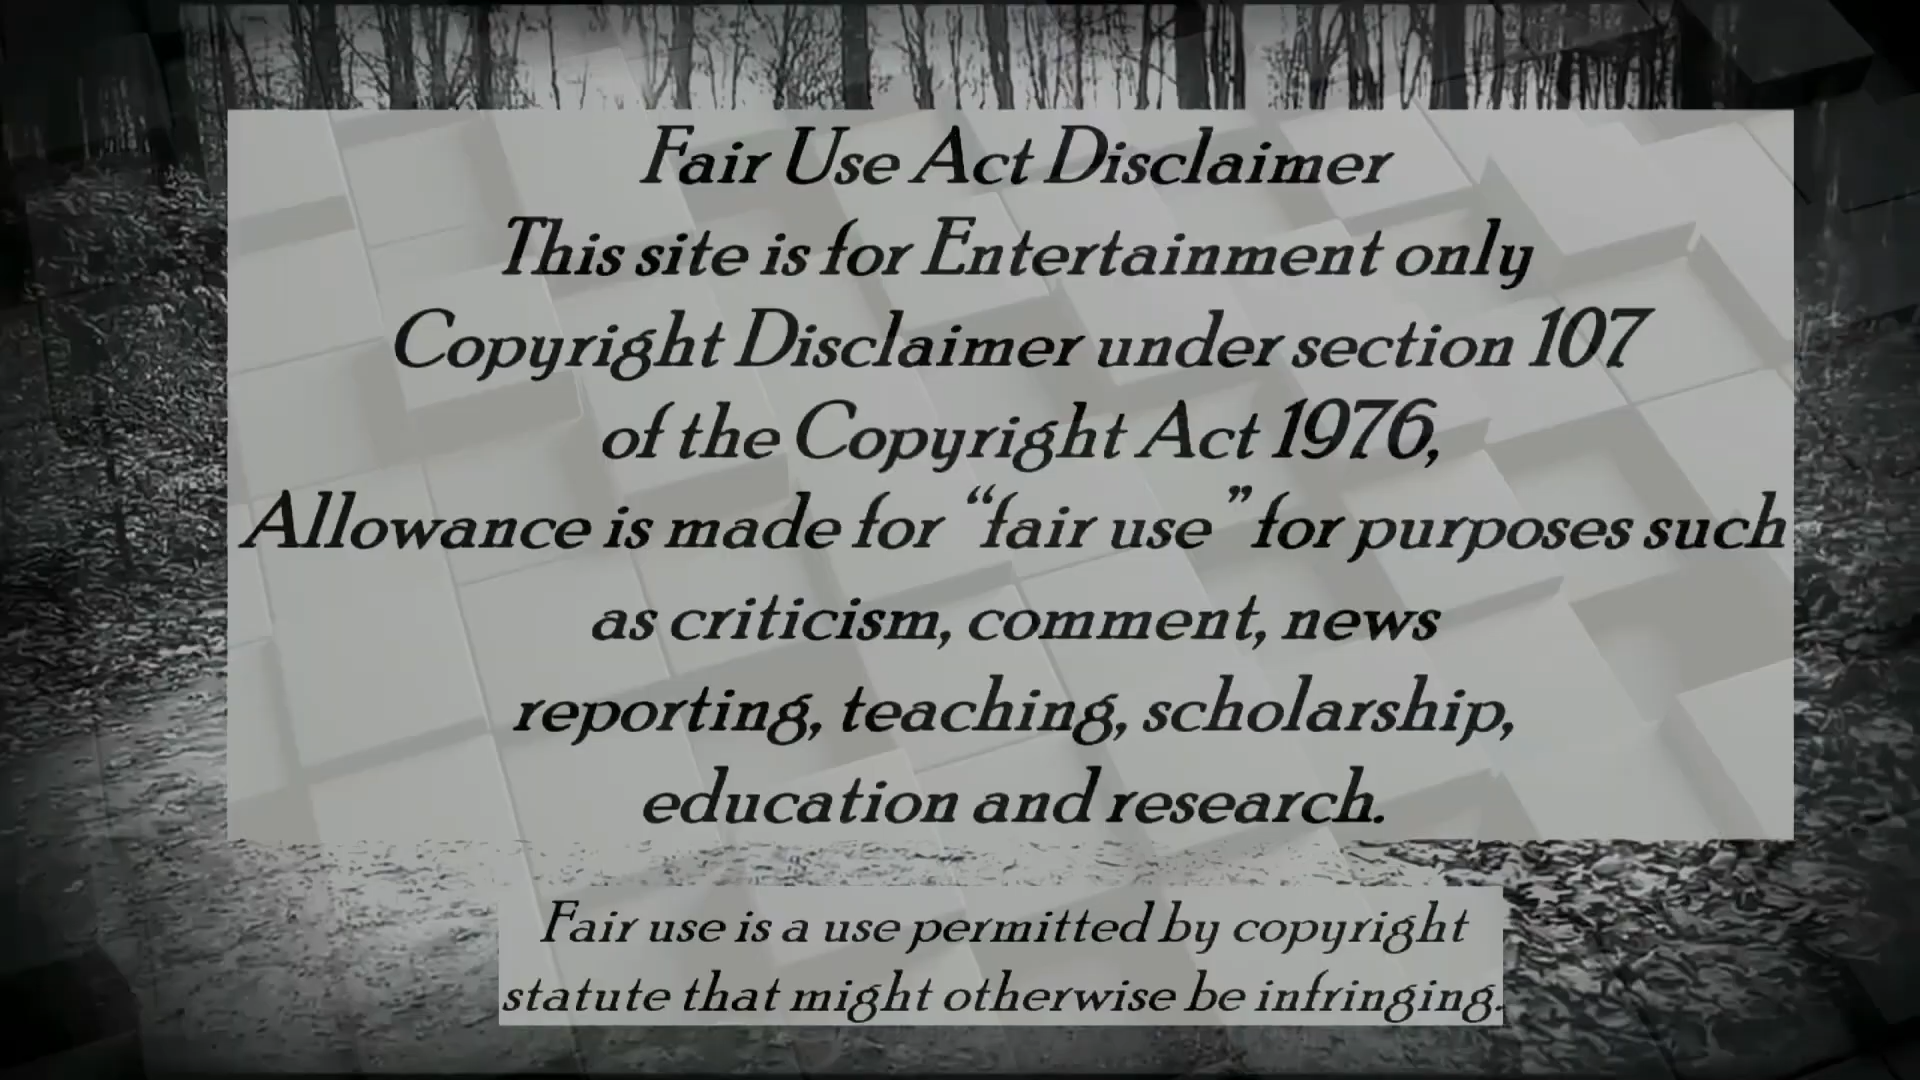 Fair Use Act Disclaimer
This site is for Entertainment only
Copyright Disclaimer under section 107
of the Copyright Act 1976,
Allowance is made for “fair use” for purposes such
as criticism, comment, news
reporting, teaching, scholarship,
education and research.
Fair use is a use permitted by copyright
statute that might otherwise be infringing.